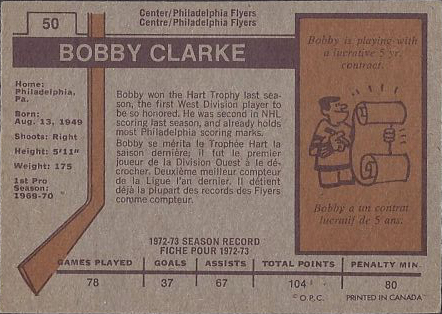 50
Center/Philadelphia Flyers
Centre/Philadelphie Flyers
BOBBY CLARKE
Home:
Philadelphia,
Pa.
Born:
Aug. 13, 1949
Shoots: Right
Height: 5'11"
Weight: 175
1st Pro
Season:
1969-70
Bobby won the Hart Trophy last sea-
son, the first West Division player to
be so honored. He was second in NHL
scoring last season, and already holds
most Philadelphia scoring marks.
Bobby se mérita le Trophée Hart la
saison dernière; il fut le premier
joueur de la Division Ouest à le dé-
crocher. Deuxième meilleur compteur
de la Ligue l'an dernier. Il détient
déjà la plupart des records des Flyers
comme compteur.
Bobby is playing with
a lucrative 5 yr.
contract.
Bobby a un contrat
lucratif de 5 ans.
1972-73 SEASON RECORD
FICHE POUR 1972-73
GAMES PLAYED GOALS ASSISTS TOTAL POINTS PENALTY MIN.
78 37 67 104 80
© O.P.C. PRINTED IN CANADA